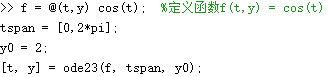 >> f = @(t,y) cos(t);  %定义函数f(t,y) = cos(t)
tspan = [0,2*pi];
y0 = 2;
[t, y] = ode23(f, tspan, y0);